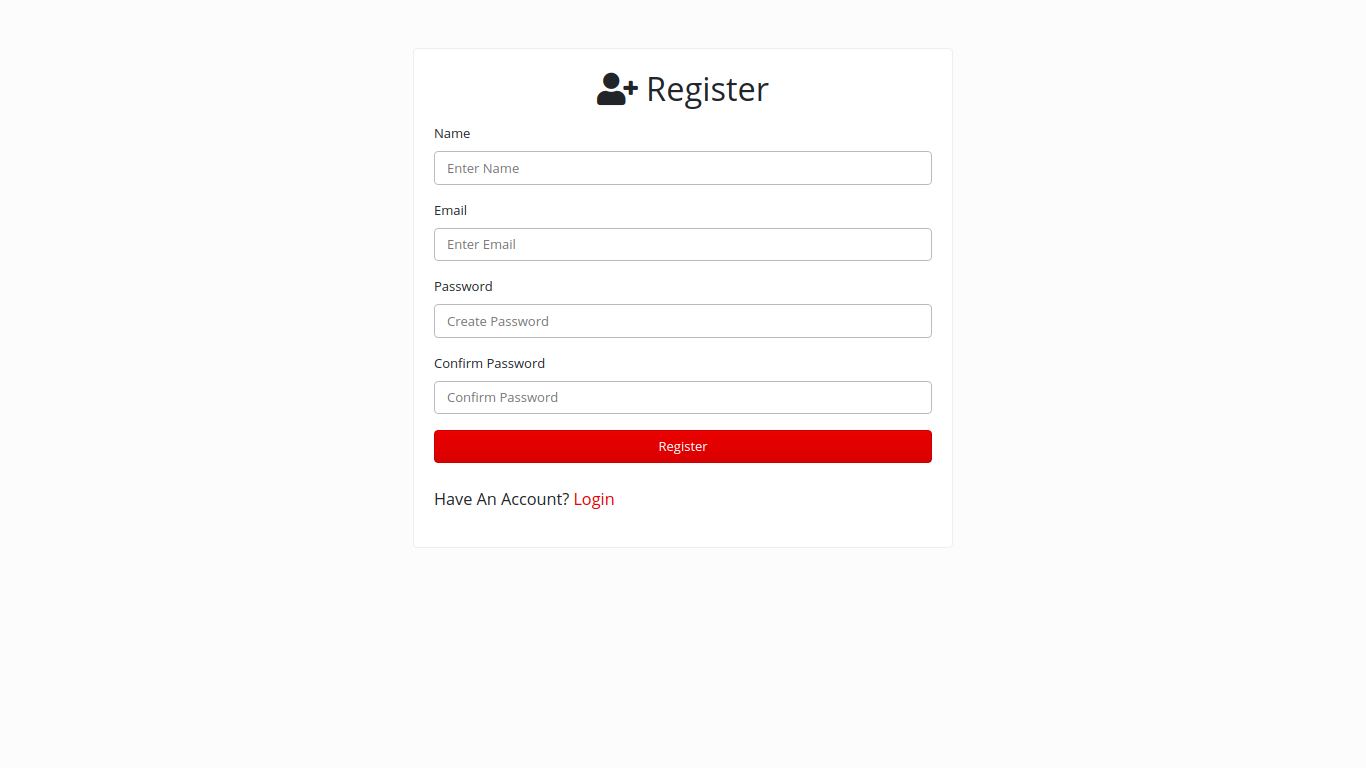 Register
Name
Enter Name
Email
Enter Email
Password
Create Password
Confirm Password
Confirm Password
Register
Have An Account? Login